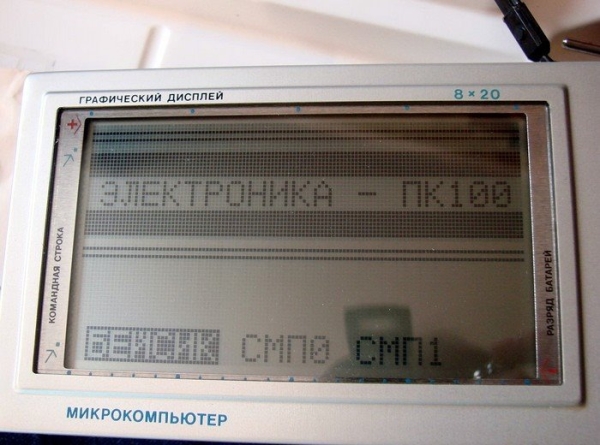 ГРАФИЧЕСКИЙ ДИСПЛЕЙ 8×20
КОМАНДНАЯ СТРОКА
ЭЛЕКТРОНИКА - ПК100
РАЗРЯД БАТАРЕЙ
БЕЙСИК СМП0 СМП1
МИКРОКОМПЬЮТЕР